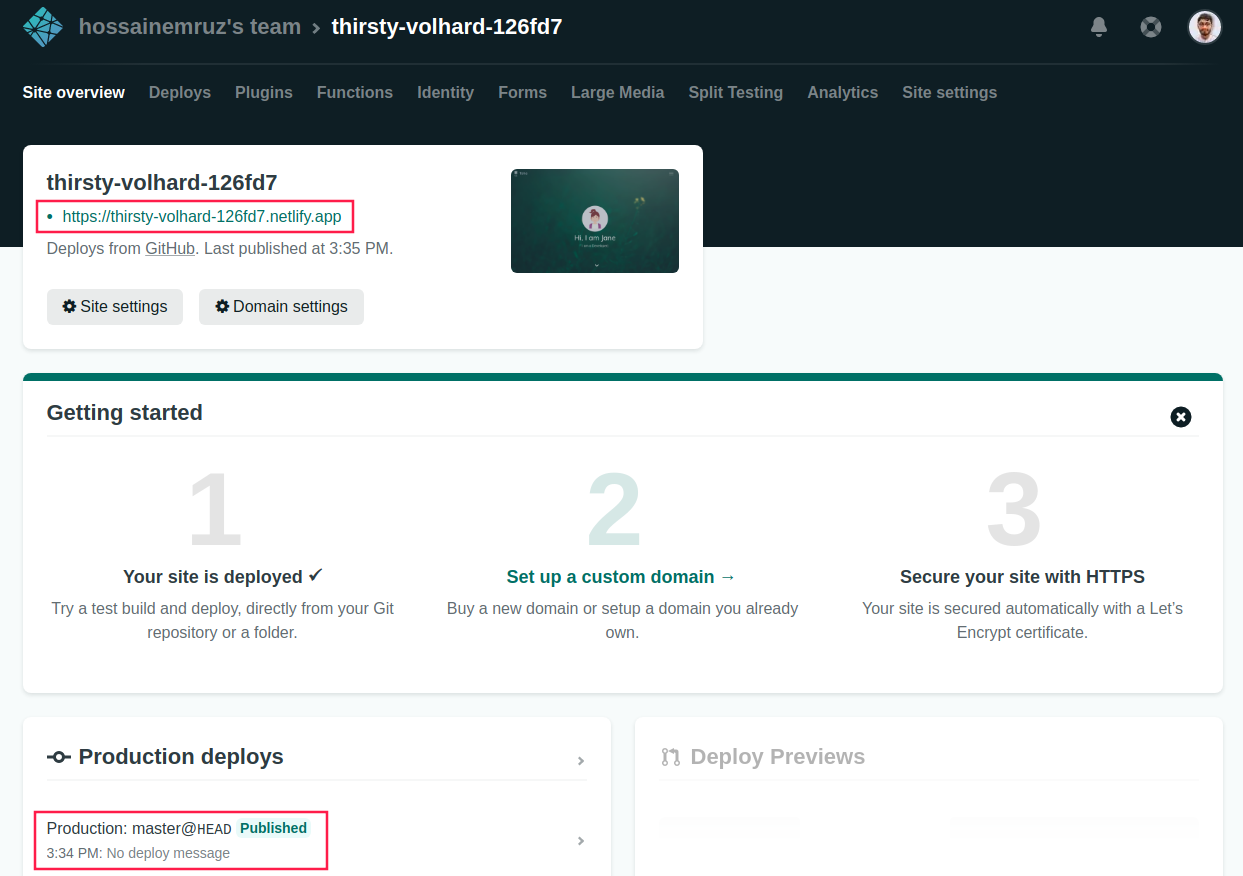 hossainemruz's team › thirsty-volhard-126fd7
Site overview Deploys Plugins Functions Identity Forms Large Media Split Testing Analytics Site settings
thirsty-volhard-126fd7
• https://thirsty-volhard-126fd7.netlify.app
Deploys from GitHub. Last published at 3:35 PM.
Hi, I am Jane
Site settings Domain settings
Getting started
1
Your site is deployed ✓
Try a test build and deploy, directly from your Git
repository or a folder.
2
Set up a custom domain →
Buy a new domain or setup a domain you already
own.
3
Secure your site with HTTPS
Your site is secured automatically with a Let’s
Encrypt certificate.
Production deploys
Production: master@HEAD Published
3:34 PM: No deploy message
Deploy Previews